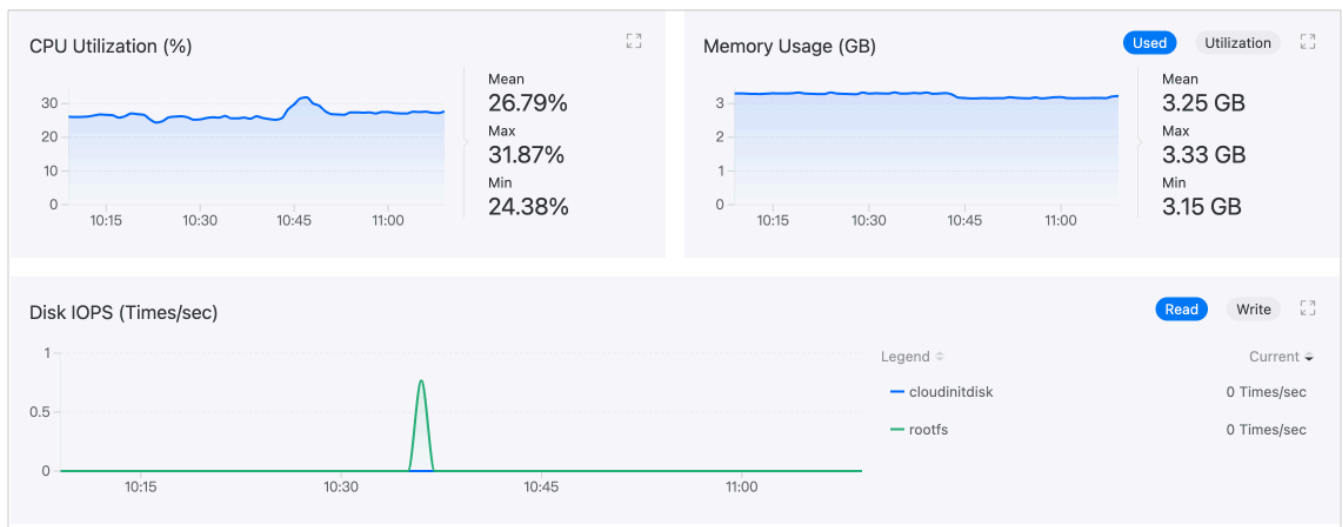 CPU Utilization (%)
30
20
10
0
10:15 10:30 10:45 11:00
Mean
26.79%
Max
31.87%
Min
24.38%
Memory Usage (GB)
Used Utilization
3
2
1
0
10:15 10:30 10:45 11:00
Mean
3.25 GB
Max
3.33 GB
Min
3.15 GB
Disk IOPS (Times/sec)
Read Write
1
0.5
0
10:15 10:30 10:45 11:00
Legend Current
cloudinitdisk 0 Times/sec
rootfs 0 Times/sec